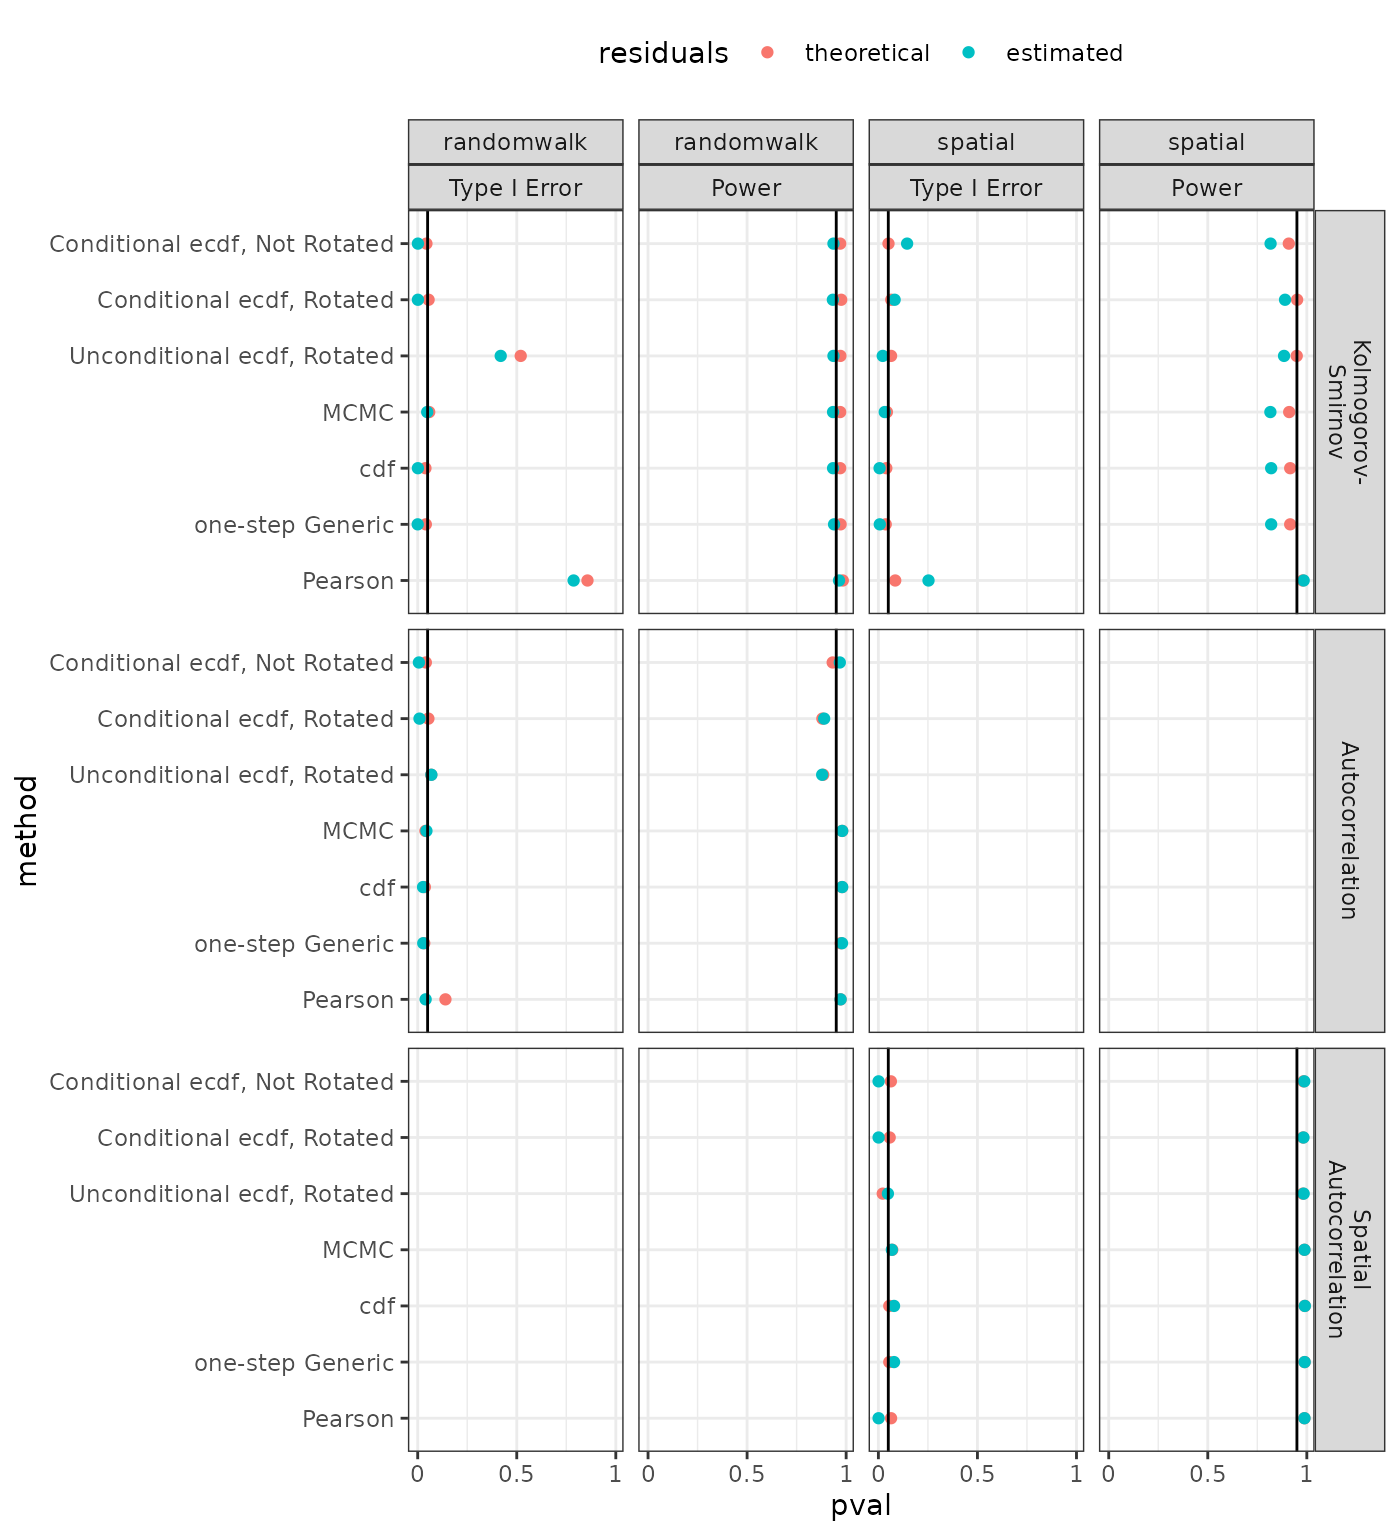 residuals theoretical estimated
randomwalk randomwalk spatial spatial
Type I Error Power Type I Error Power
Conditional ecdf, Not Rotated
Conditional ecdf, Rotated
Unconditional ecdf, Rotated
MCMC
cdf
one-step Generic
Pearson
Kolmogorov-
Smirnov
Conditional ecdf, Not Rotated
Conditional ecdf, Rotated
Unconditional ecdf, Rotated
MCMC
cdf
one-step Generic
Pearson
Autocorrelation
Conditional ecdf, Not Rotated
Conditional ecdf, Rotated
Unconditional ecdf, Rotated
MCMC
cdf
one-step Generic
Pearson
Spatial
Autocorrelation
method
0 0.5 1 0 0.5 1 0 0.5 1 0 0.5 1
pval